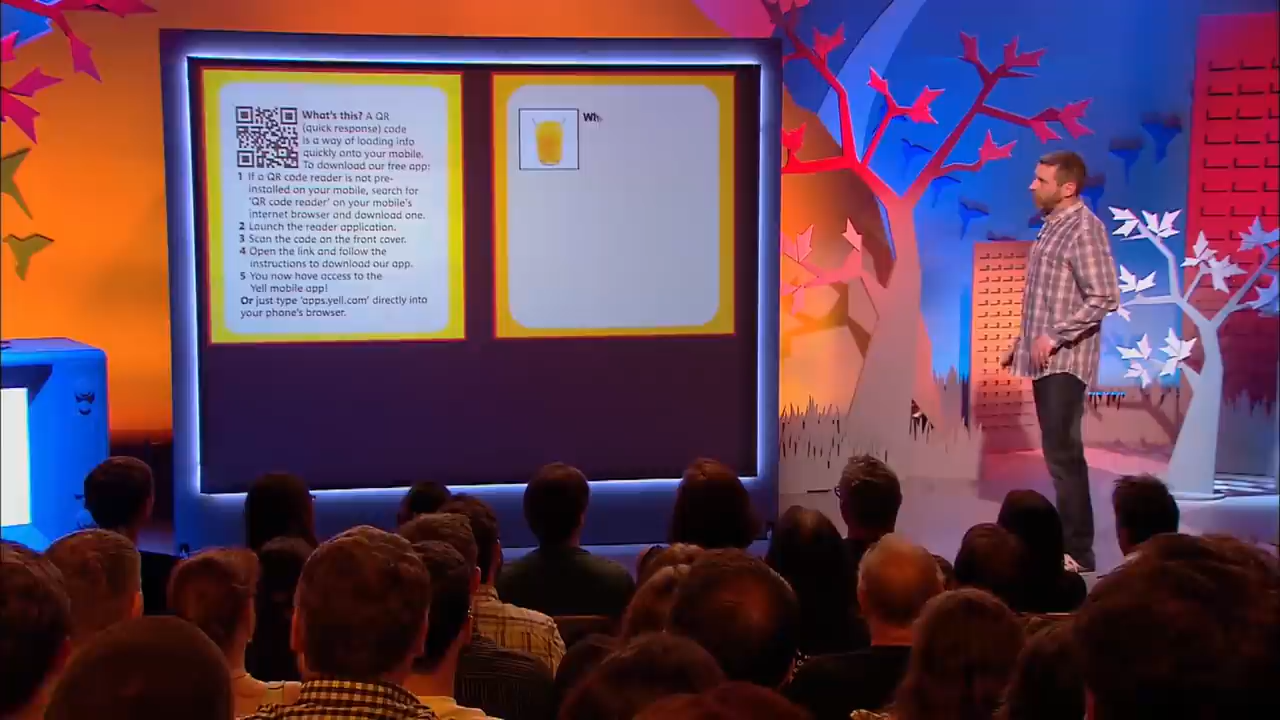 What's this? A QR
(quick response) code
is a way of loading info
quickly onto your mobile.
To download our free app:
1 If a QR code reader is not pre-
installed on your mobile, search for
'QR code reader' on your mobile's
internet browser and download one.
2 Launch the reader application.
3 Scan the code on the front cover.
4 Open the link and follow the
instructions to download our app.
5 You now have access to the
Yell mobile app!
Or just type 'apps.yell.com' directly into
your phone's browser.
Wh